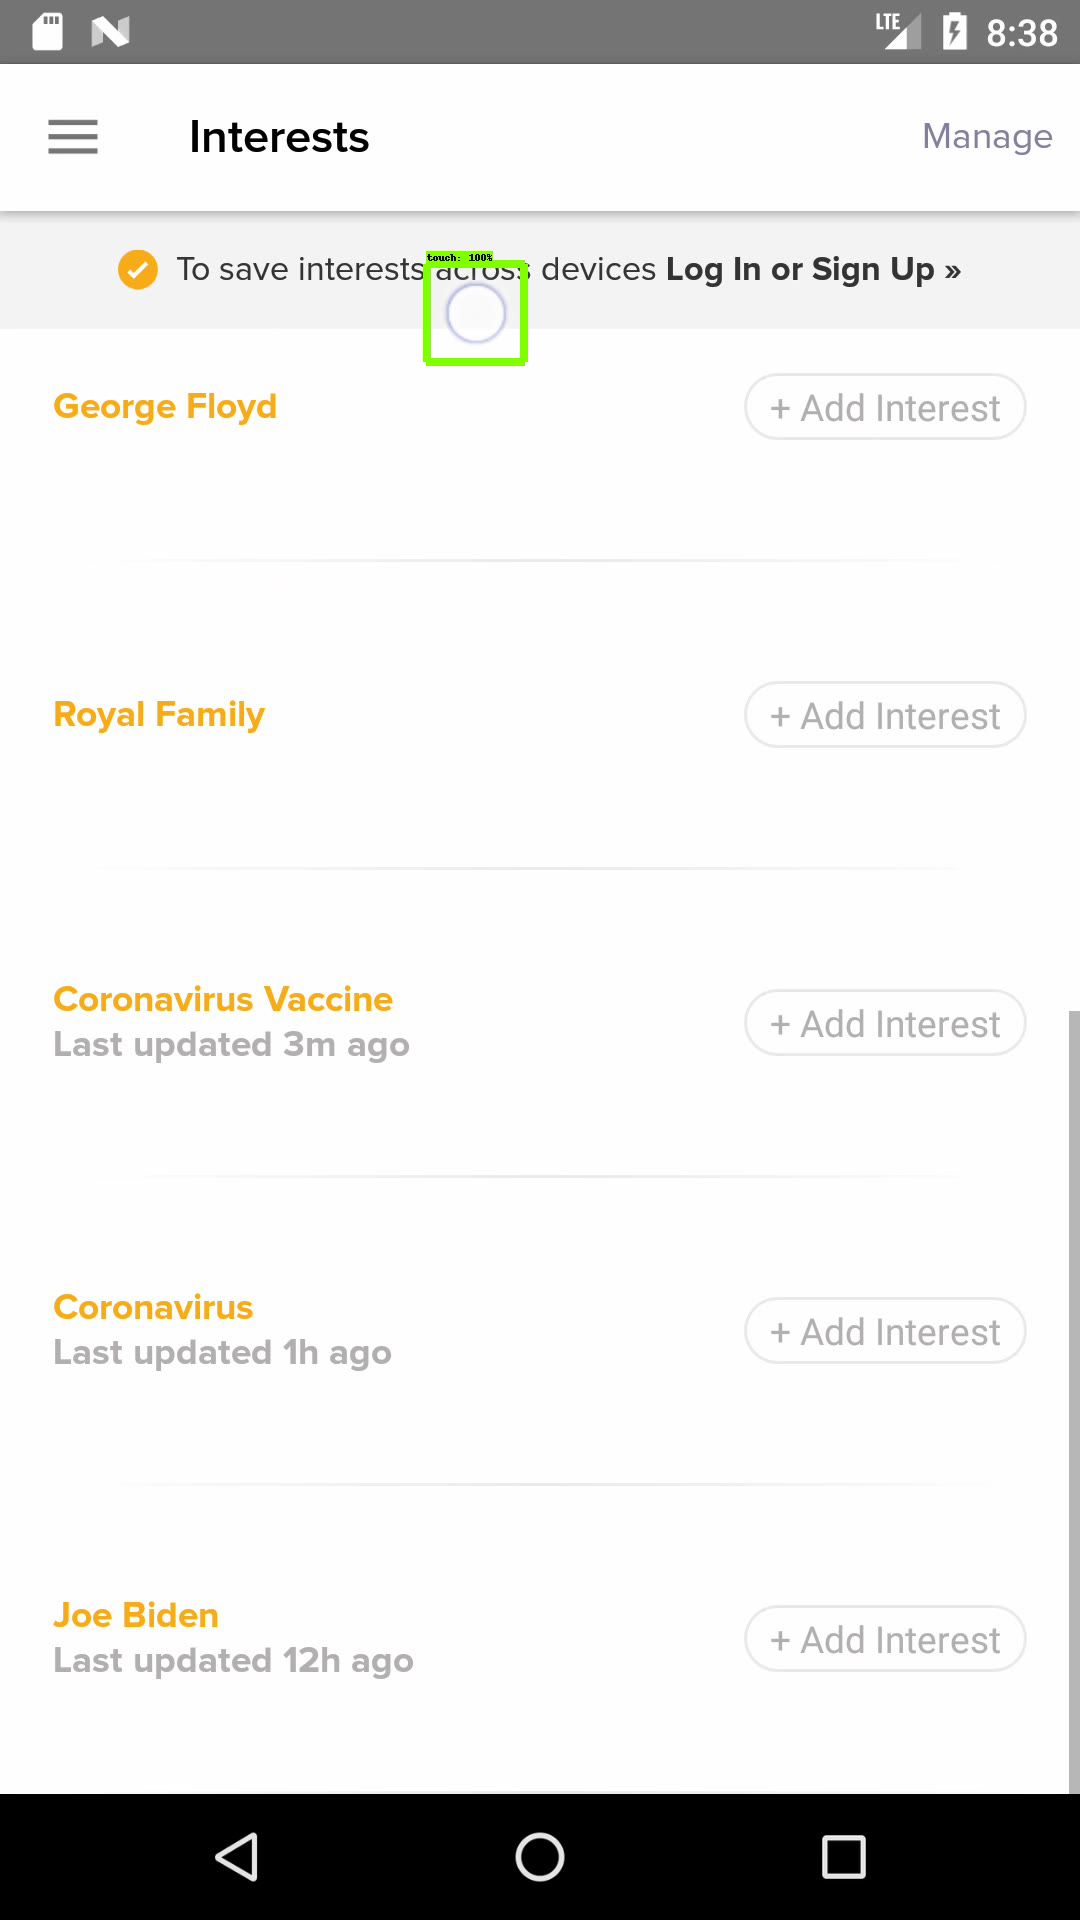 LTE 8:38
Interests
Manage
To save interests across devices Log In or Sign Up »
touch: 100%
George Floyd
+ Add Interest
Royal Family
+ Add Interest
Coronavirus Vaccine
Last updated 3m ago
+ Add Interest
Coronavirus
Last updated 1h ago
+ Add Interest
Joe Biden
Last updated 12h ago
+ Add Interest